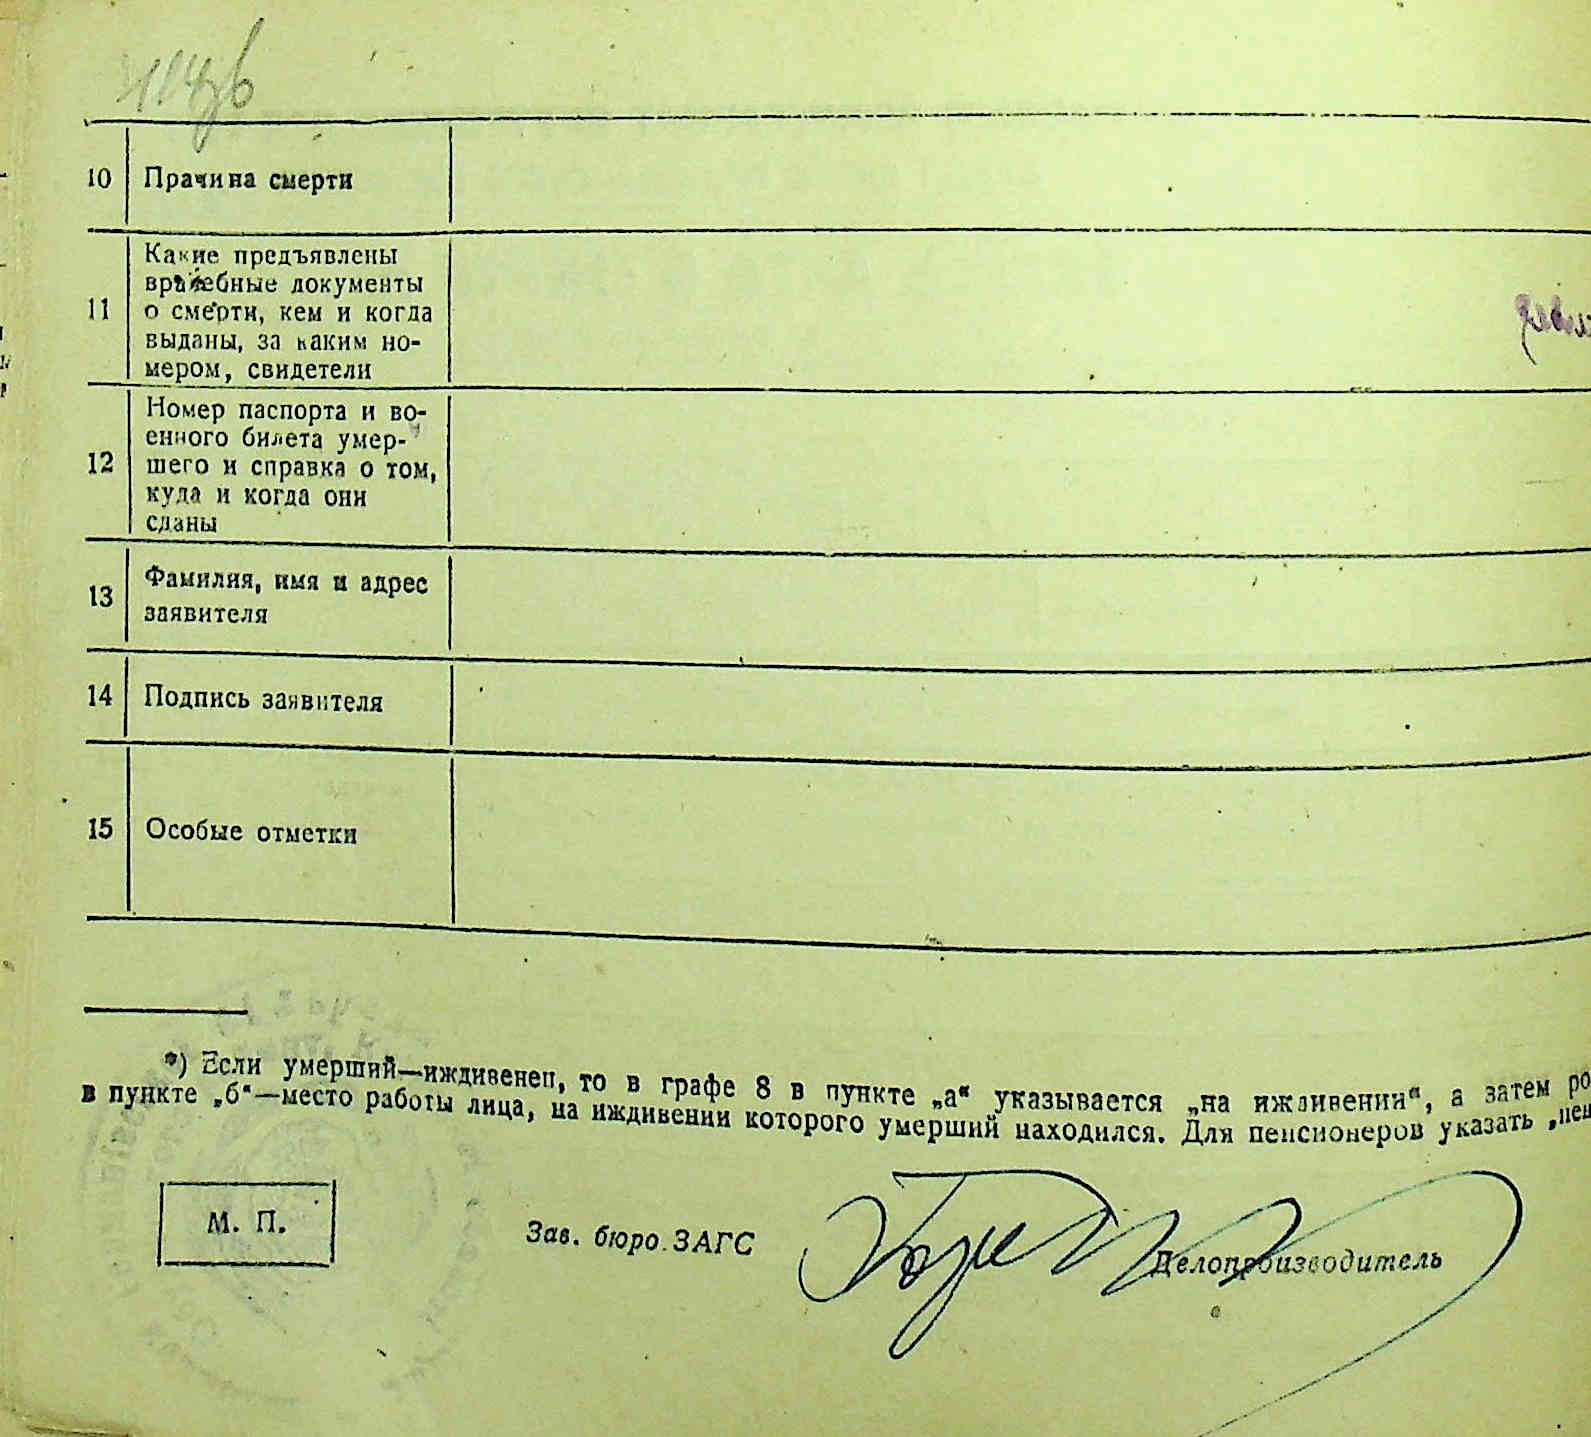 10 Прачина смерти
11 Какие предъявлены
врачебные документы
о смерти, кем и когда
выданы, за каким но-
мером, свидетели
12 Номер паспорта и во-
енного билета умер-
шего и справка о том,
куда и когда они
сданы
13 Фамилия, имя и адрес
заявителя
14 Подпись заявителя
15 Особые отметки
*) Если умерший—иждивенец, то в графе 8 в пункте „а“ указывается „на иждивении“, а затем ро
в пункте „б“—место работы лица, на иждивении которого умерший находился. Для пенсионеров указать „пен
М. П.
Зав. бюро ЗАГС
Делопроизводитель